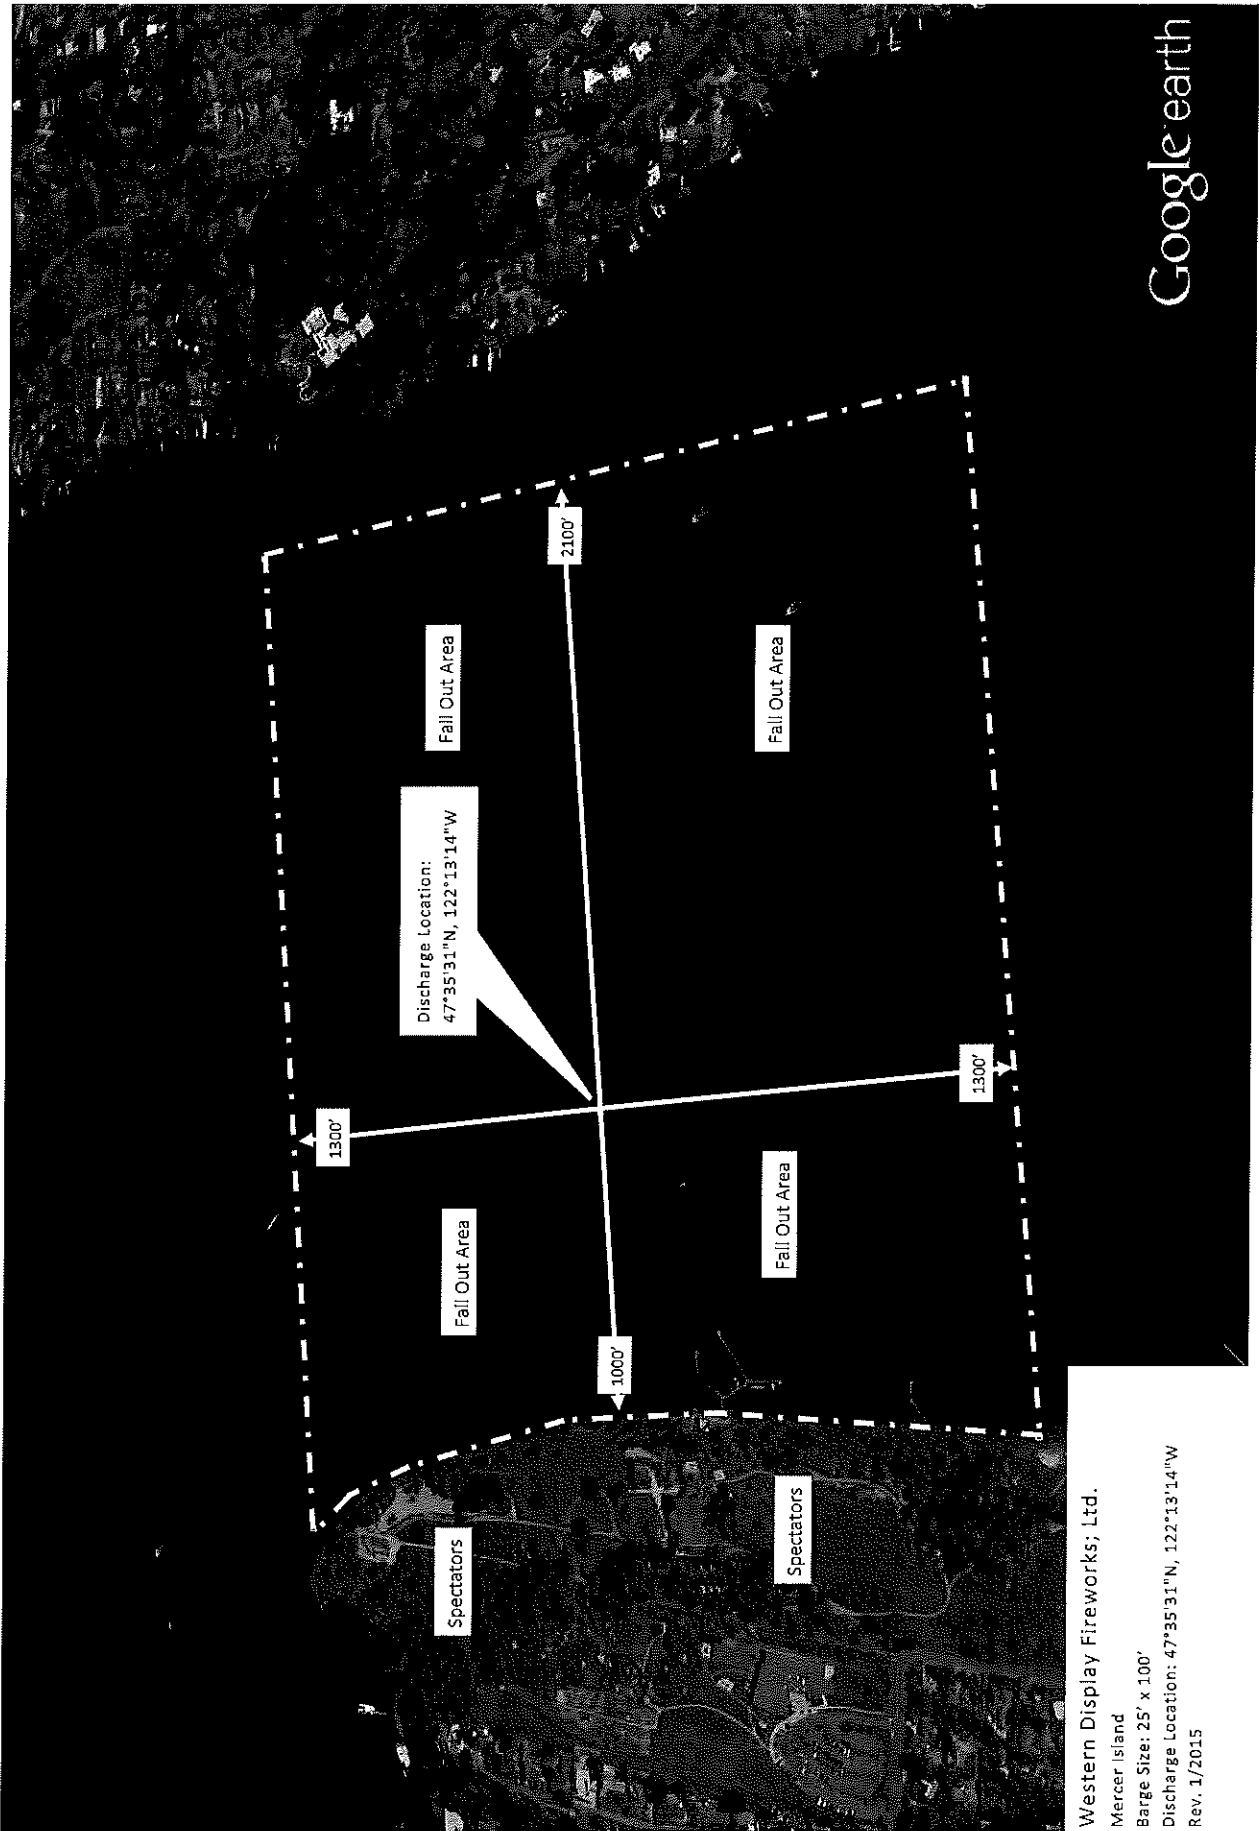 Google earth
2100'
Fall Out Area
Fall Out Area
Discharge Location:
47°35'31"N, 122°13'14"W
1300'
1300'
Fall Out Area
Fall Out Area
1000'
Spectators
Spectators
Western Display Fireworks; Ltd.
Mercer Island
Barge Size: 25' x 100'
Discharge Location: 47°35'31"N, 122°13'14"W
Rev. 1/2015